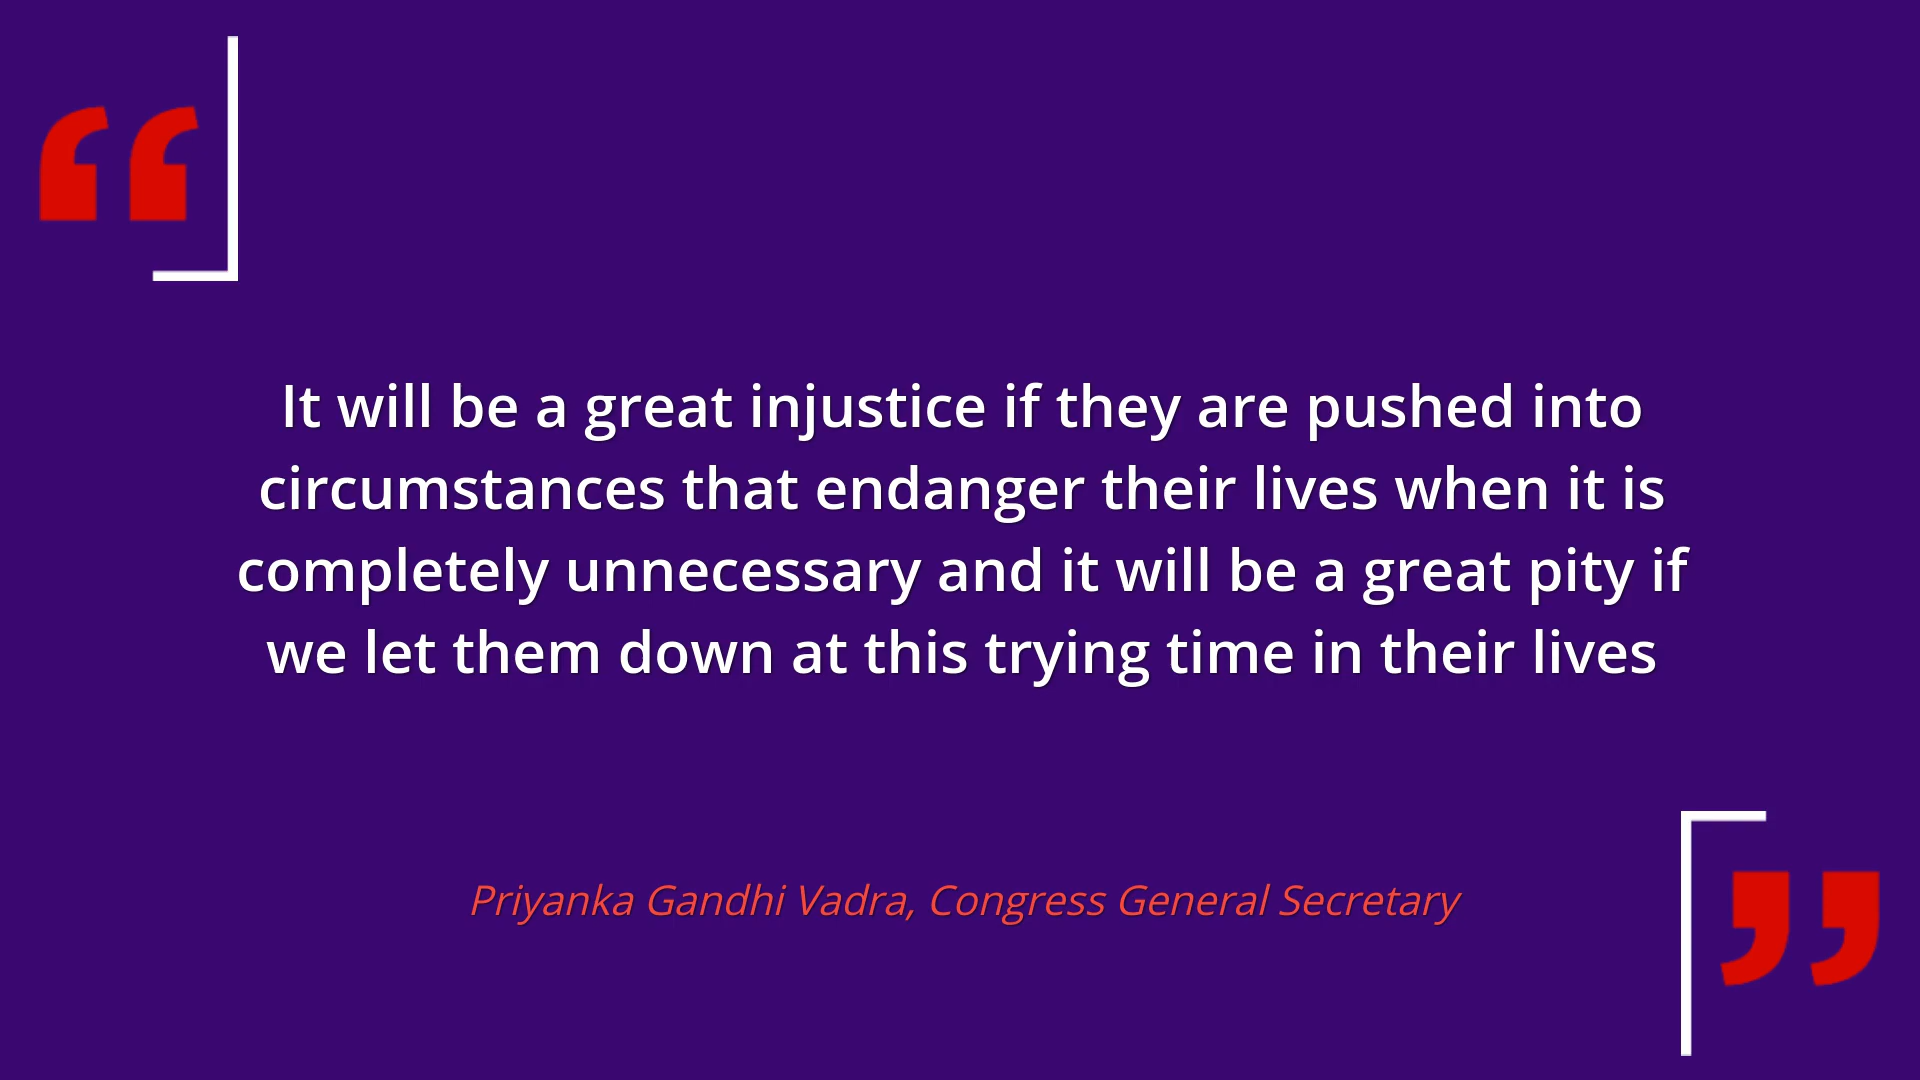 “
It will be a great injustice if they are pushed into
circumstances that endanger their lives when it is
completely unnecessary and it will be a great pity if
we let them down at this trying time in their lives
Priyanka Gandhi Vadra, Congress General Secretary
”